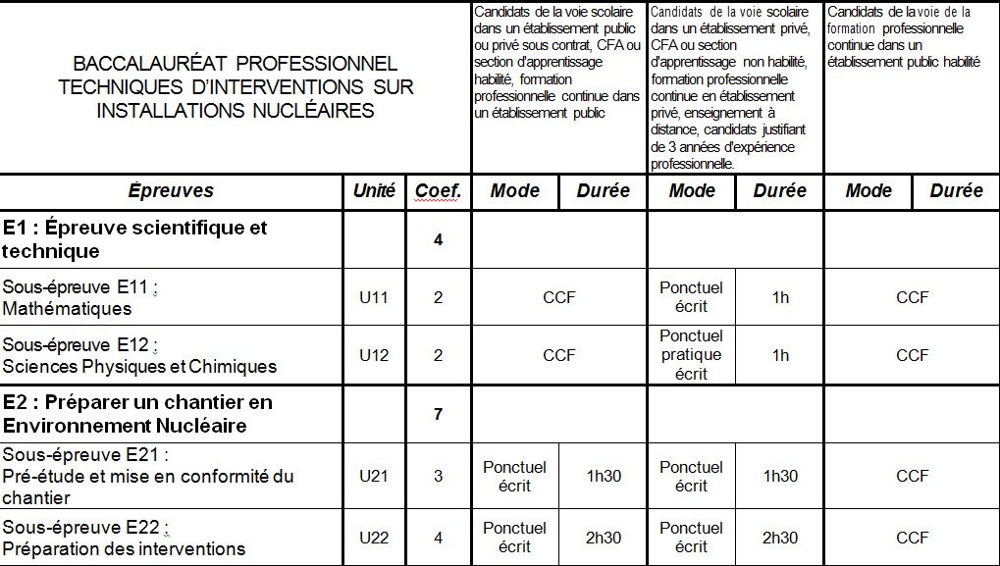 BACCALAURÉAT PROFESSIONNEL
TECHNIQUES D'INTERVENTIONS SUR
INSTALLATIONS NUCLÉAIRES
Candidats de la voie scolaire
dans un établissement public
ou privé sous contrat, CFA ou
section d'apprentissage
habilité, formation
professionnelle continue dans
un établissement public
Candidats de la voie scolaire
dans un établissement privé,
CFA ou section
d'apprentissage non habilité,
formation professionnelle
continue en établissement
privé, enseignement à
distance, candidats justifiant
de 3 années d'expérience
professionnelle.
Candidats de la voie de la
formation professionnelle
continue dans un
établissement public habilité
Épreuves Unité Coef. Mode Durée Mode Durée Mode Durée
E1 : Épreuve scientifique et
technique
4
Sous-épreuve E11 :
Mathématiques
U11 2 CCF
Ponctuel
écrit
1h CCF
Sous-épreuve E12 :
Sciences Physiques et Chimiques
U12 2 CCF
Ponctuel
pratique
écrit
1h CCF
E2 : Préparer un chantier en
Environnement Nucléaire
7
Sous-épreuve E21 :
Pré-étude et mise en conformité du
chantier
U21 3
Ponctuel
écrit
1h30
Ponctuel
écrit
1h30 CCF
Sous-épreuve E22 :
Préparation des interventions
U22 4
Ponctuel
écrit
2h30
Ponctuel
écrit
2h30 CCF